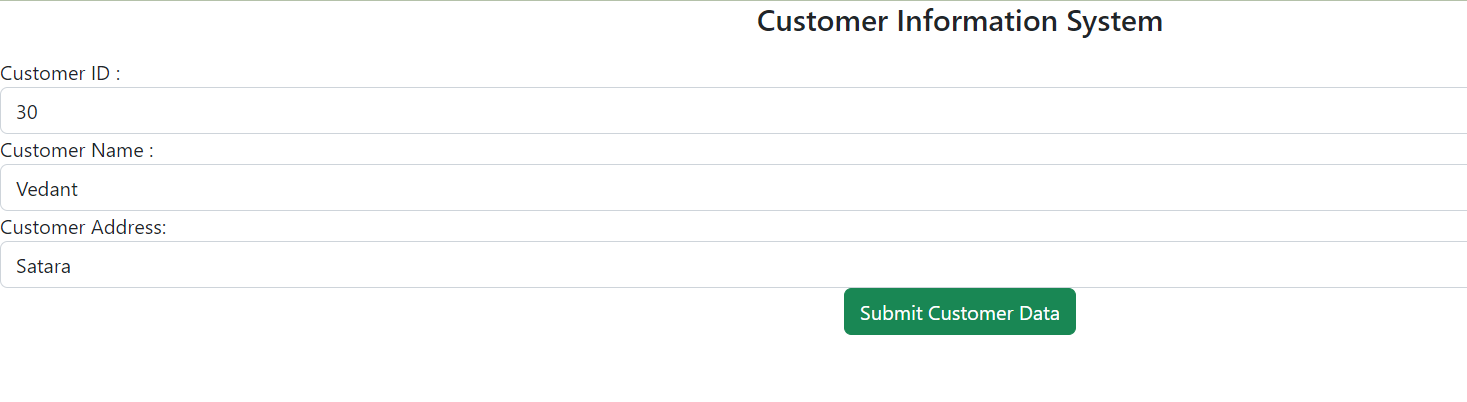 Customer Information System
Customer ID :
30
Customer Name :
Vedant
Customer Address:
Satara
Submit Customer Data